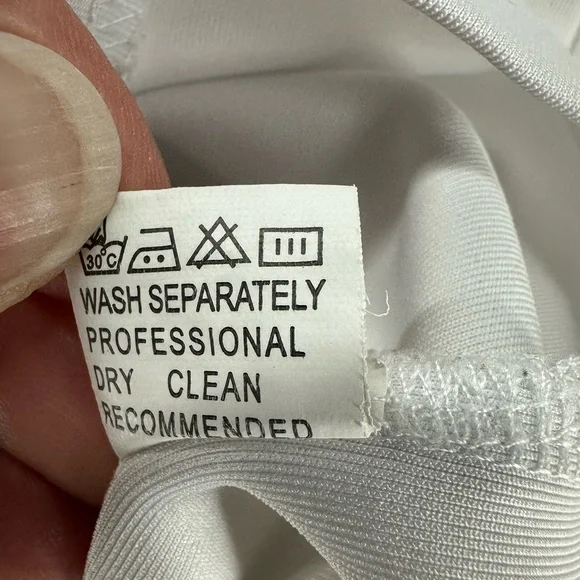 30°C
WASH SEPARATELY
PROFESSIONAL
DRY CLEAN
RECOMMENDED